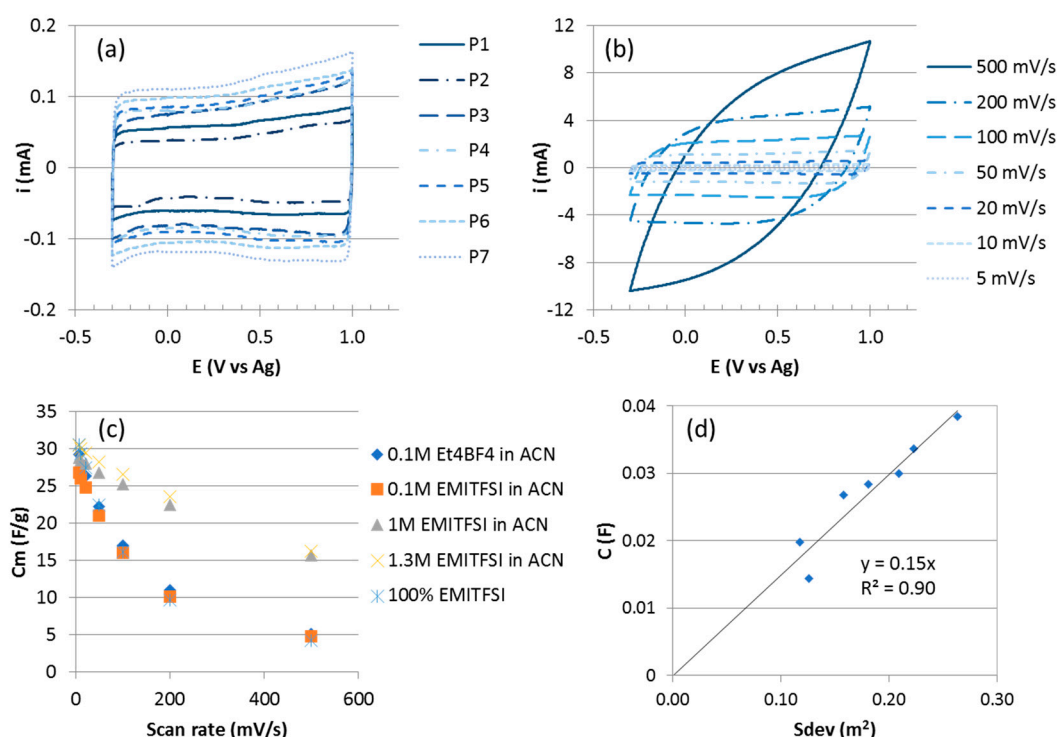 (a)
i (mA)
0.2
0.1
0
-0.1
-0.2
-0.5
0.0
0.5
1.0
E (V vs Ag)
P1
P2
P3
P4
P5
P6
P7
(b)
i (mA)
12
8
4
0
-4
-8
-12
-0.5
0.0
0.5
1.0
E (V vs Ag)
500 mV/s
200 mV/s
100 mV/s
50 mV/s
20 mV/s
10 mV/s
5 mV/s
(c)
Cm (F/g)
35
30
25
20
15
10
5
0
0
200
400
600
Scan rate (mV/s)
0.1M Et4BF4 in ACN
0.1M EMITFSI in ACN
1M EMITFSI in ACN
1.3M EMITFSI in ACN
100% EMITFSI
(d)
C (F)
0.04
0.03
0.02
0.01
0
0.00
0.10
0.20
0.30
Sdev (m²)
y = 0.15x
R² = 0.90